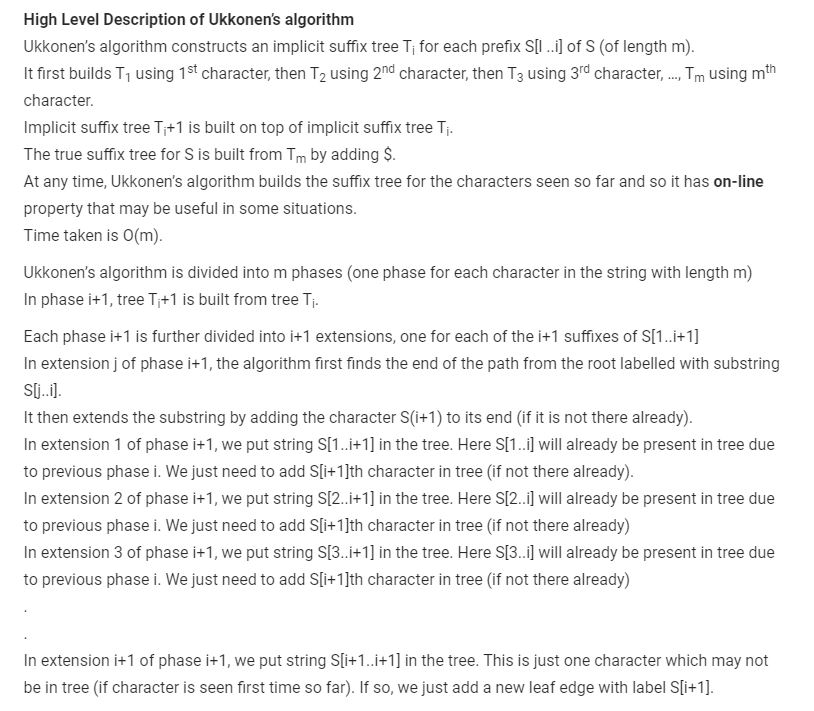 High Level Description of Ukkonen's algorithm
Ukkonen's algorithm constructs an implicit suffix tree Tᵢ for each prefix S[l ..i] of S (of length m).
It first builds T₁ using 1ˢᵗ character, then T₂ using 2ⁿᵈ character, then T₃ using 3ʳᵈ character, …, Tₘ using mᵗʰ
character.
Implicit suffix tree Tᵢ+1 is built on top of implicit suffix tree Tᵢ.
The true suffix tree for S is built from Tₘ by adding $.
At any time, Ukkonen's algorithm builds the suffix tree for the characters seen so far and so it has on-line
property that may be useful in some situations.
Time taken is O(m).
Ukkonen's algorithm is divided into m phases (one phase for each character in the string with length m)
In phase i+1, tree Tᵢ+1 is built from tree Tᵢ.
Each phase i+1 is further divided into i+1 extensions, one for each of the i+1 suffixes of S[1..i+1]
In extension j of phase i+1, the algorithm first finds the end of the path from the root labelled with substring
S[j..i].
It then extends the substring by adding the character S(i+1) to its end (if it is not there already).
In extension 1 of phase i+1, we put string S[1..i+1] in the tree. Here S[1..i] will already be present in tree due
to previous phase i. We just need to add S[i+1]th character in tree (if not there already).
In extension 2 of phase i+1, we put string S[2..i+1] in the tree. Here S[2..i] will already be present in tree due
to previous phase i. We just need to add S[i+1]th character in tree (if not there already)
In extension 3 of phase i+1, we put string S[3..i+1] in the tree. Here S[3..i] will already be present in tree due
to previous phase i. We just need to add S[i+1]th character in tree (if not there already)
.
.
In extension i+1 of phase i+1, we put string S[i+1..i+1] in the tree. This is just one character which may not
be in tree (if character is seen first time so far). If so, we just add a new leaf edge with label S[i+1].